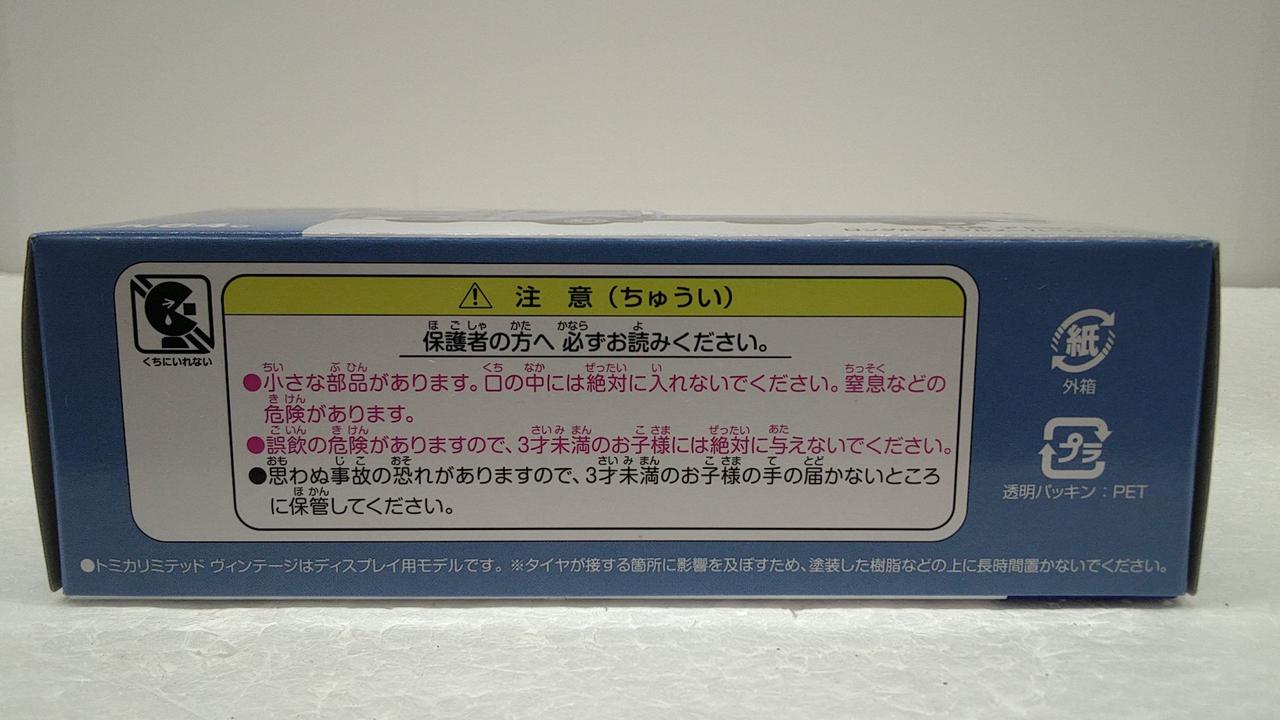 くちにいれない
注 意（ちゅうい）
保護者の方へ 必ずお読みください。
●小さな部品があります。口の中には絶対に入れないでください。窒息などの
危険があります。
●誤飲の危険がありますので、3才未満のお子様には絶対に与えないでください。
●思わぬ事故の恐れがありますので、3才未満のお子様の手の届かないところ
に保管してください。
紙
外箱
プラ
透明パッキン：PET
●トミカリミテッド ヴィンテージはディスプレイ用モデルです。※タイヤが接する箇所に影響を及ぼすため、塗装した樹脂などの上に長時間置かないでください。